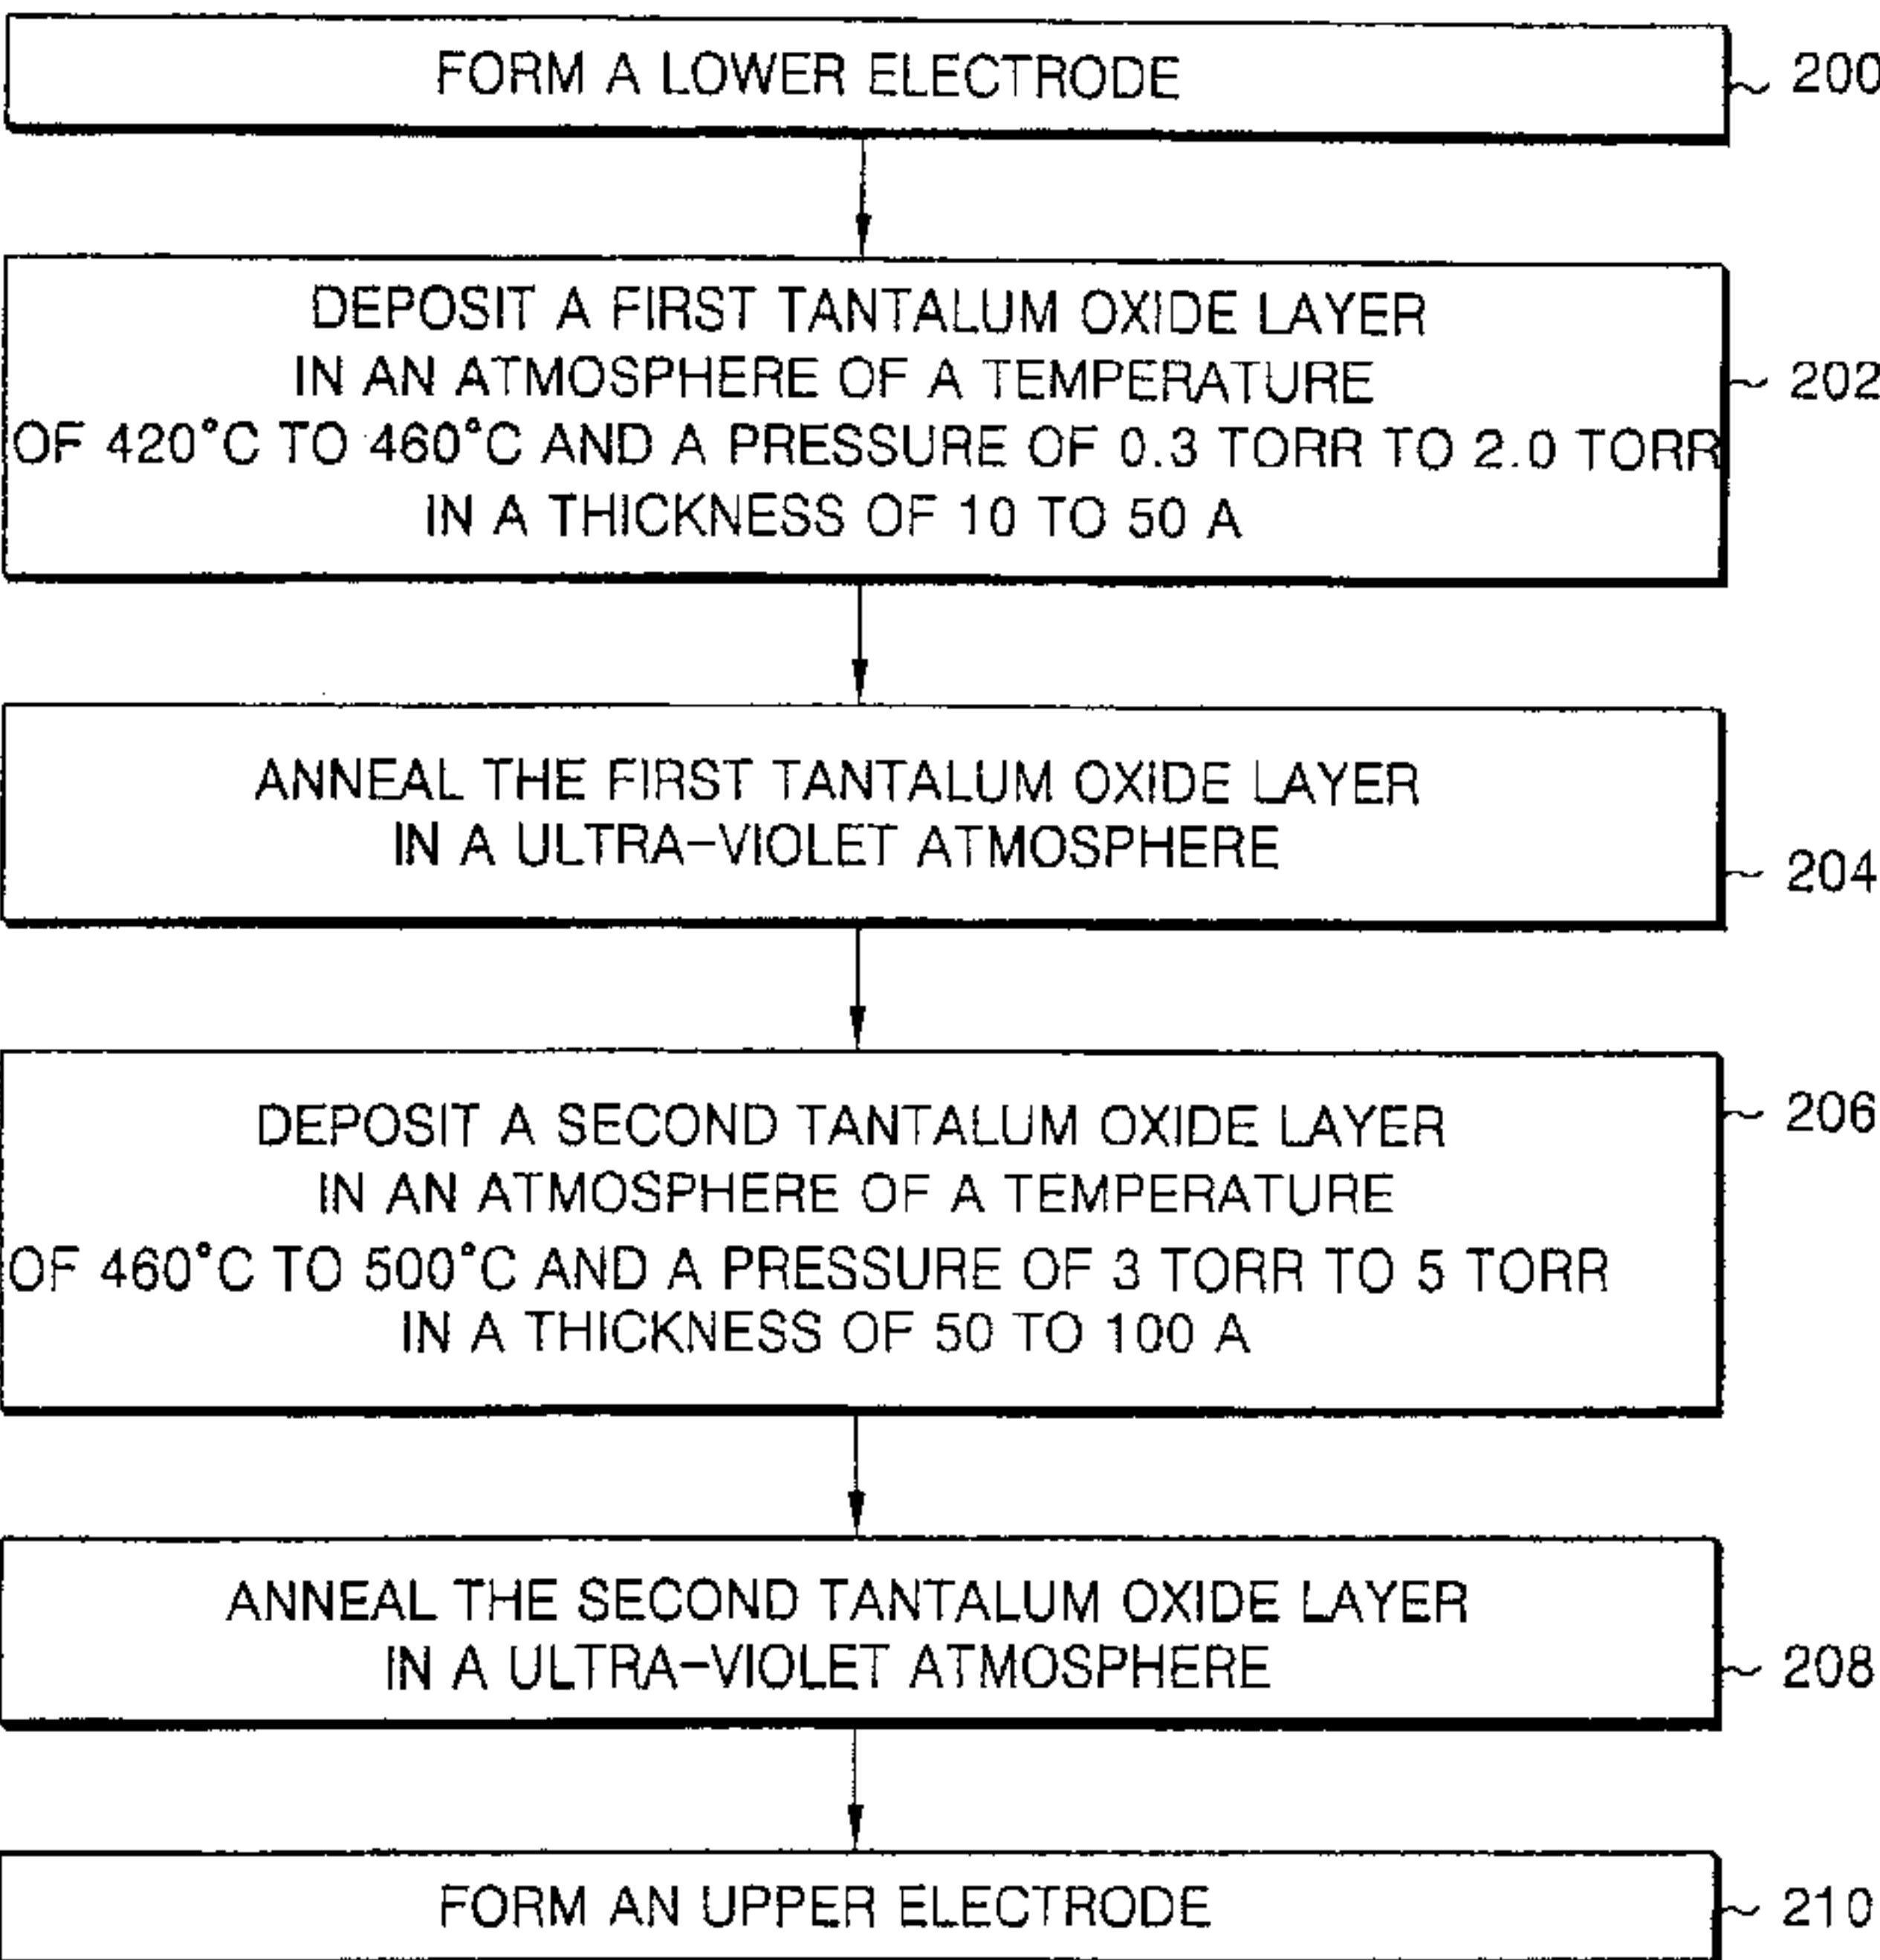 FORM A LOWER ELECTRODE
200
DEPOSIT A FIRST TANTALUM OXIDE LAYER
IN AN ATMOSPHERE OF A TEMPERATURE
202
OF 420°C TO 460°C AND A PRESSURE OF 0.3 TORR TO 2.0 TORR
IN A THICKNESS OF 10 TO 50 A
ANNEAL THE FIRST TANTALUM OXIDE LAYER
IN A ULTRA-VIOLET ATMOSPHERE
204
DEPOSIT A SECOND TANTALUM OXIDE LAYER
206
IN AN ATMOSPHERE OF A TEMPERATURE
OF 460°C TO 500°C AND A PRESSURE OF 3 TORR TO 5 TORR
IN A THICKNESS OF 50 TO 100 A
ANNEAL THE SECOND TANTALUM OXIDE LAYER
IN A ULTRA-VIOLET ATMOSPHERE
208
FORM AN UPPER ELECTRODE
210